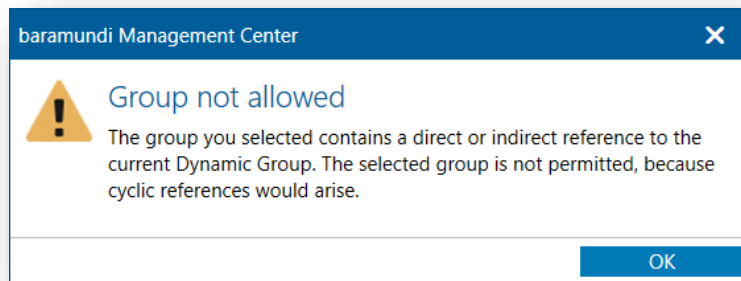 baramundi Management Center
Group not allowed
The group you selected contains a direct or indirect reference to the
current Dynamic Group. The selected group is not permitted, because
cyclic references would arise.
OK